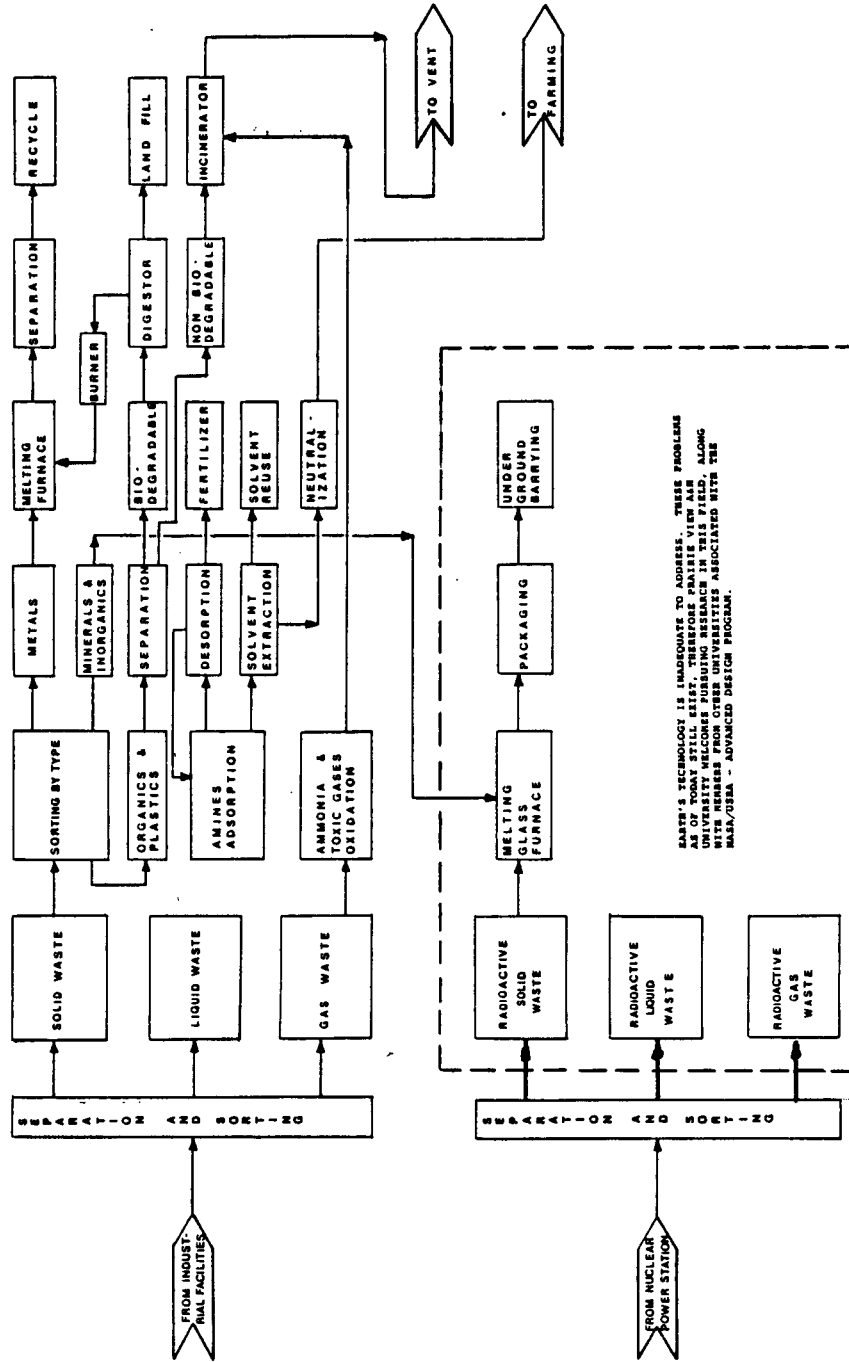 FROM INDUST-
RIAL FACILITIES
SEPARATION AND SORTING
SOLID WASTE
LIQUID WASTE
GAS WASTE
SORTING BY TYPE
ORGANICS &
PLASTICS
AMINES
ADSORPTION
AMMONIA &
TOXIC GASES
OXIDATION
METALS
MINERALS &
INORGANICS
SEPARATION
DESORPTION
SOLVENT
EXTRACTION
MELTING
FURNACE
BIO-
DEGRADABLE
FERTILIZER
SOLVENT
REUSE
NEUTRAL-
IZATION
BURNER
SEPARATION
DIGESTOR
NON BIO-
DEGRADABLE
RECYCLE
LAND FILL
INCINERATOR
TO VENT
TO
FARMING
FROM NUCLEAR
POWER STATION
SEPARATION AND SORTING
RADIOACTIVE
SOLID
WASTE
RADIOACTIVE
LIQUID
WASTE
RADIOACTIVE
GAS
WASTE
MELTING
GLASS
FURNACE
PACKAGING
UNDER
GROUND
BARRYING
EARTH'S TECHNOLOGY IS INADEQUATE TO ADDRESS. THESE PROBLEMS
AS OF TODAY STILL EXIST, THEREFORE PRAIRIE VIEW A&M
UNIVERSITY WELCOMES PURSUING RESEARCH IN THIS FIELD, ALONG
WITH MEMBERS FROM OTHER UNIVERSITIES ASSOCIATED WITH THE
NASA/USRA - ADVANCED DESIGN PROGRAM.